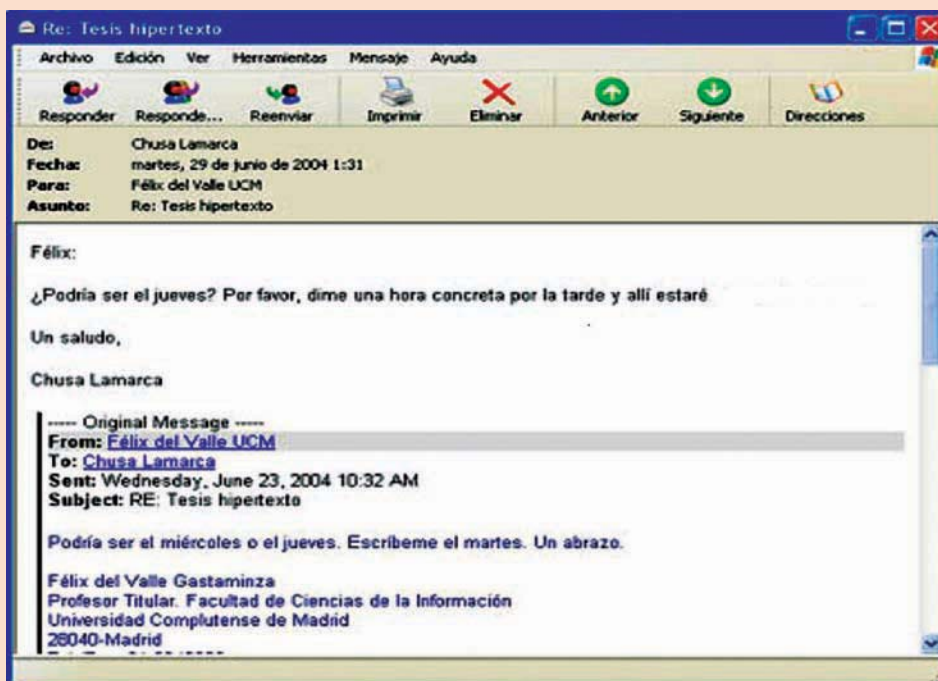 Re: Tesis hipertexto
Archivo Edición Ver Herramientas Mensaje Ayuda
Responder Responde... Reenviar Imprimir Eliminar Anterior Siguiente Direcciones
De: Chusa Lamarca
Fecha: martes, 29 de junio de 2004 1:31
Para: Félix del Valle UCM
Asunto: Re: Tesis hipertexto
Félix:
¿Podría ser el jueves? Por favor, dime una hora concreta por la tarde y allí estaré
Un saludo,
Chusa Lamarca
----- Original Message -----
From: Félix del Valle UCM
To: Chusa Lamarca
Sent: Wednesday, June 23, 2004 10:32 AM
Subject: RE: Tesis hipertexto
Podría ser el miércoles o el jueves. Escríbeme el martes. Un abrazo.
Félix del Valle Gastaminza
Profesor Titular. Facultad de Ciencias de la Información
Universidad Complutense de Madrid
28040-Madrid